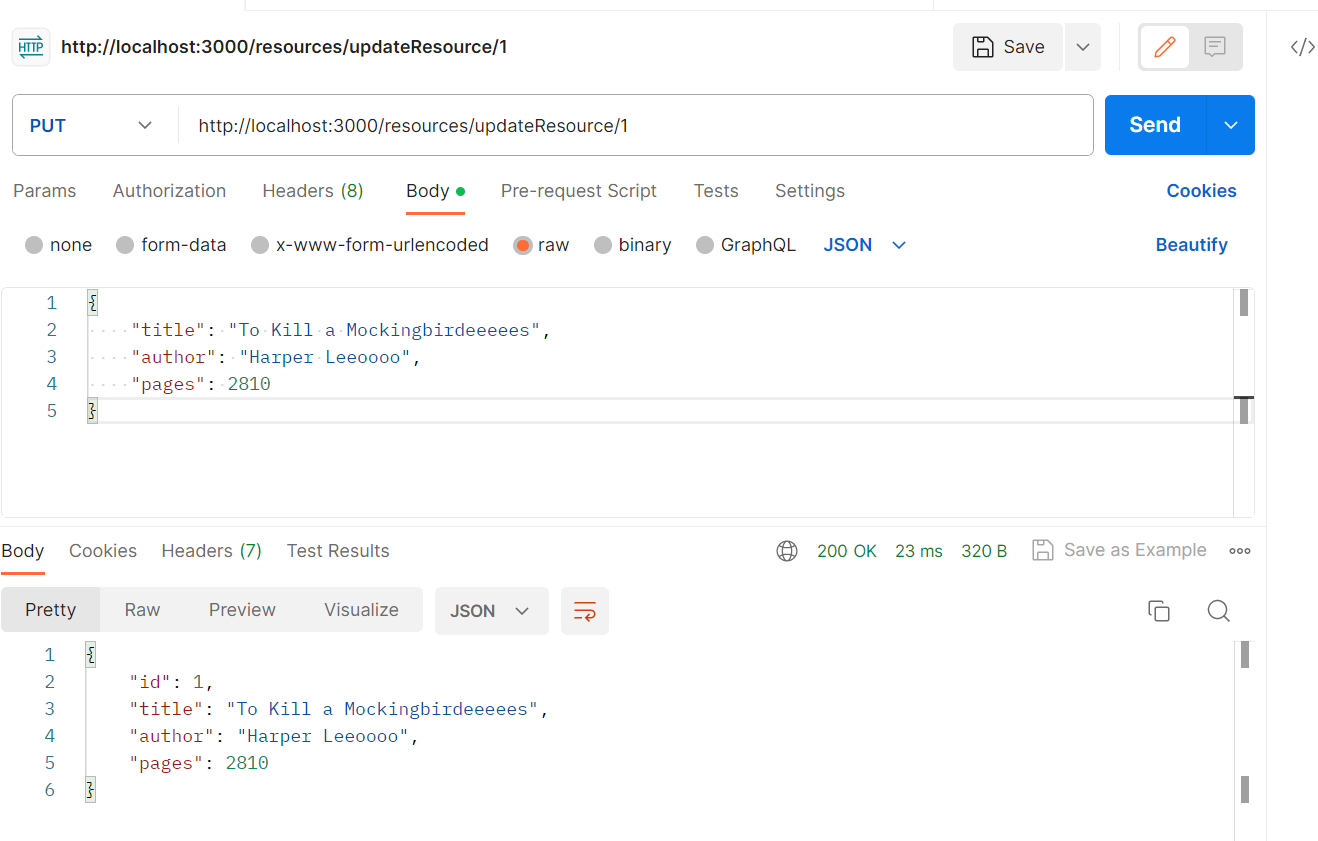 HTTP http://localhost:3000/resources/updateResource/1 Save </>
PUT http://localhost:3000/resources/updateResource/1 Send
Params Authorization Headers (8) Body Pre-request Script Tests Settings Cookies
none form-data x-www-form-urlencoded raw binary GraphQL JSON Beautify
1 {
2 ····"title":·"To·Kill·a·Mockingbirdeeeees",
3 ····"author":·"Harper·Leeoooo",
4 ····"pages":·2810
5 }
Body Cookies Headers (7) Test Results 200 OK 23 ms 320 B Save as Example
Pretty Raw Preview Visualize JSON
1 {
2 "id": 1,
3 "title": "To Kill a Mockingbirdeeeees",
4 "author": "Harper Leeoooo",
5 "pages": 2810
6 }